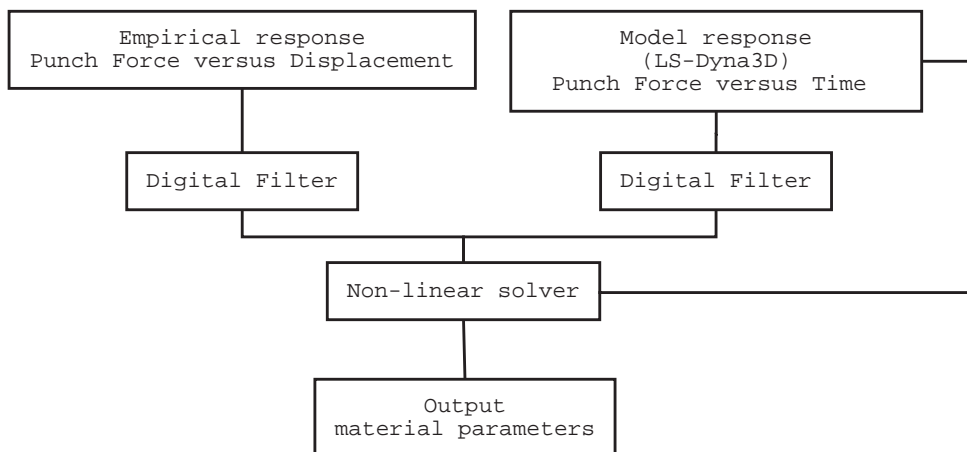 Empirical response
Punch Force versus Displacement
Model response
(LS-Dyna3D)
Punch Force versus Time
Digital Filter
Digital Filter
Non-linear solver
Output
material parameters